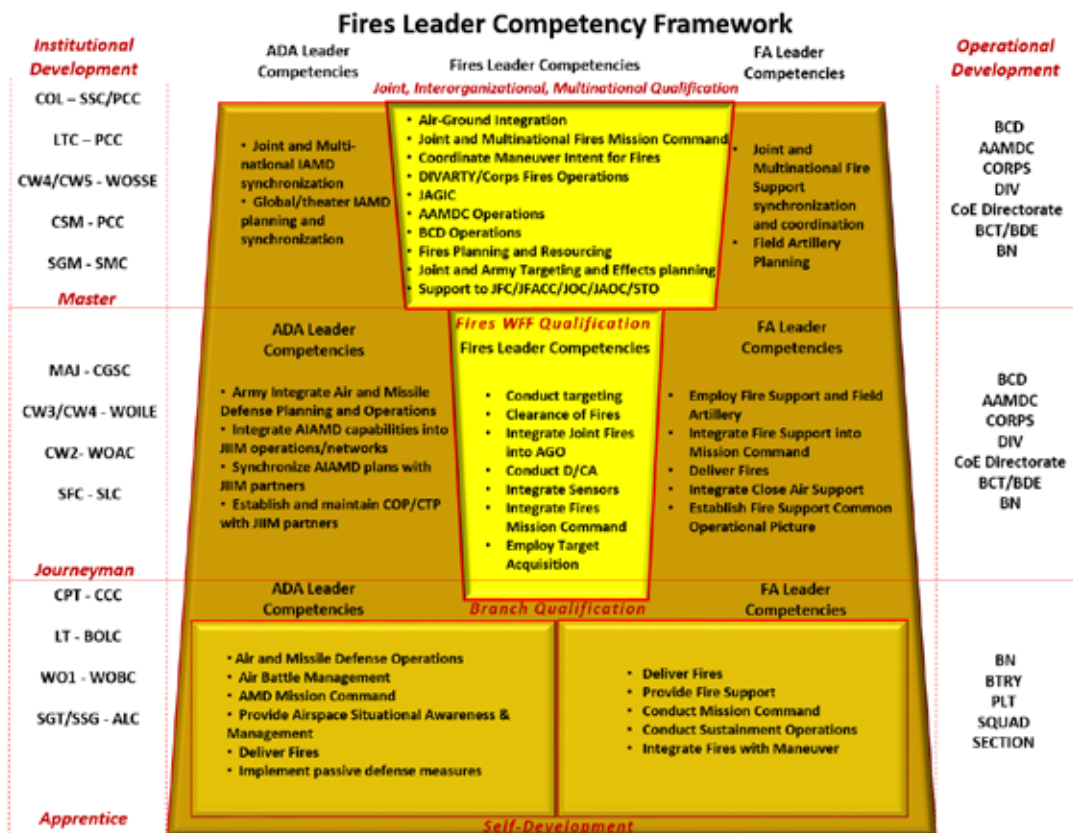 Fires Leader Competency Framework
Institutional
Development
COL – SSC/PCC
LTC – PCC
CW4/CW5 - WOSSE
CSM - PCC
SGM - SMC
Master
ADA Leader
Competencies
Fires Leader Competencies
FA Leader
Competencies
Joint, Interorganizational, Multinational Qualification
• Joint and Multi-
national IAMD
synchronization
• Global/theater IAMD
planning and
synchronization
• Air-Ground Integration
• Joint and Multinational Fires Mission Command
• Coordinate Maneuver Intent for Fires
• DIVARTY/Corps Fires Operations
• JAGIC
• AAMDC Operations
• BCD Operations
• Fires Planning and Resourcing
• Joint and Army Targeting and Effects planning
• Support to JFC/JFACC/JOC/JAOC/STO
• Joint and
Multinational Fire
Support
synchronization
and coordination
• Field Artillery
Planning
Operational
Development
BCD
AAMDC
CORPS
DIV
CoE Directorate
BCT/BDE
BN
MAJ - CGSC
CW3/CW4 - WOILE
CW2- WOAC
SFC - SLC
Journeyman
ADA Leader
Competencies
• Army Integrate Air and Missile
Defense Planning and Operations
• Integrate AIAMD capabilities into
JIIM operations/networks
• Synchronize AIAMD plans with
JIIM partners
• Establish and maintain COP/CTP
with JIIM partners
Fires WFF Qualification
Fires Leader Competencies
• Conduct targeting
• Clearance of Fires
• Integrate Joint Fires
into AGO
• Conduct D/CA
• Integrate Sensors
• Integrate Fires
Mission Command
• Employ Target
Acquisition
FA Leader
Competencies
• Employ Fire Support and Field
Artillery
• Integrate Fire Support into
Mission Command
• Deliver Fires
• Integrate Close Air Support
• Establish Fire Support Common
Operational Picture
BCD
AAMDC
CORPS
DIV
CoE Directorate
BCT/BDE
BN
CPT - CCC
LT - BOLC
WO1 - WOBC
SGT/SSG - ALC
Apprentice
ADA Leader
Competencies
Branch Qualification
FA Leader
Competencies
• Air and Missile Defense Operations
• Air Battle Management
• AMD Mission Command
• Provide Airspace Situational Awareness &
Management
• Deliver Fires
• Implement passive defense measures
• Deliver Fires
• Provide Fire Support
• Conduct Mission Command
• Conduct Sustainment Operations
• Integrate Fires with Maneuver
BN
BTRY
PLT
SQUAD
SECTION
Self-Development